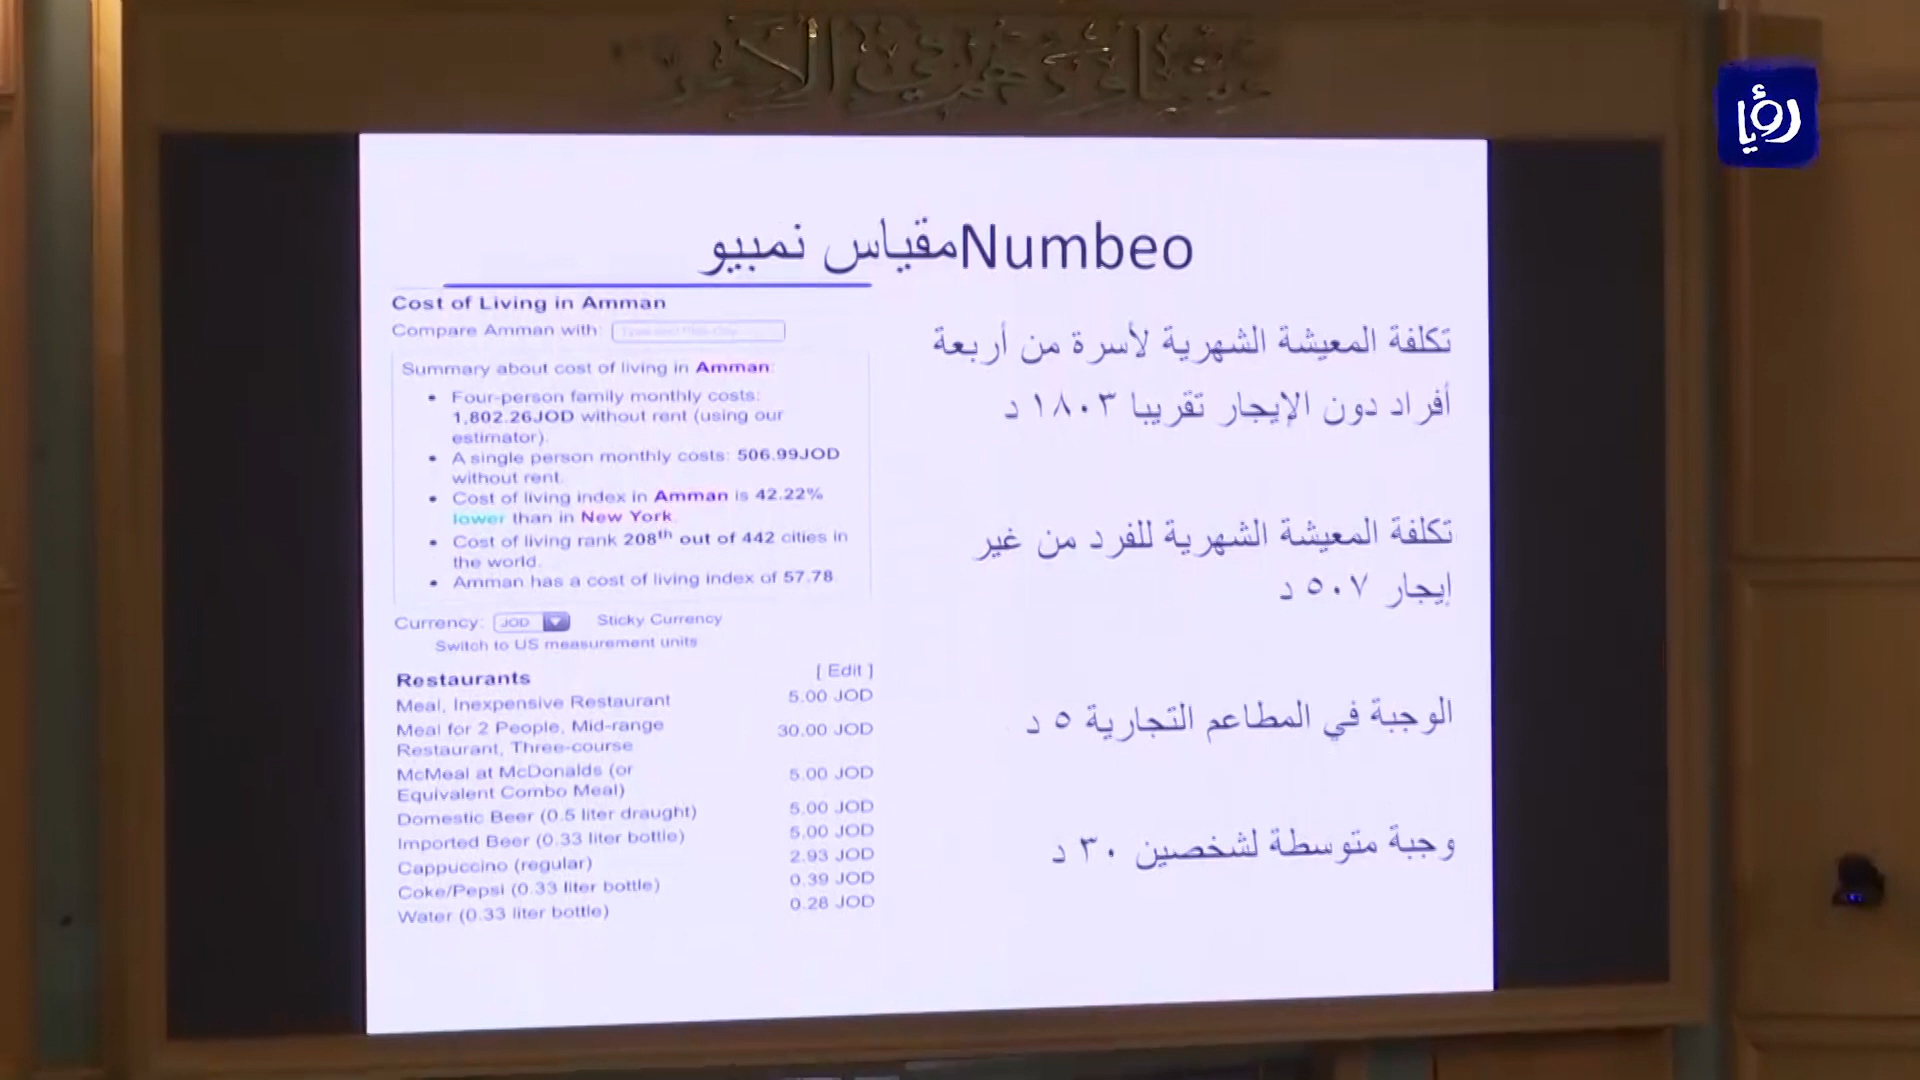 رؤيا
Numbeoمقياس نمبيو
Cost of Living in Amman
Compare Amman with:
Summary about cost of living in Amman:
• Four-person family monthly costs:
1,802.26JOD without rent (using our
estimator).
• A single person monthly costs: 506.99JOD
without rent.
• Cost of living index in Amman is 42.22%
lower than in New York.
• Cost of living rank 208th out of 442 cities in
the world.
• Amman has a cost of living index of 57.78.
Currency: JOD Sticky Currency
Switch to US measurement units
Restaurants [ Edit ]
Meal, Inexpensive Restaurant 5.00 JOD
Meal for 2 People, Mid-range
Restaurant, Three-course 30.00 JOD
McMeal at McDonalds (or
Equivalent Combo Meal) 5.00 JOD
Domestic Beer (0.5 liter draught) 5.00 JOD
Imported Beer (0.33 liter bottle) 5.00 JOD
Cappuccino (regular) 2.93 JOD
Coke/Pepsi (0.33 liter bottle) 0.39 JOD
Water (0.33 liter bottle) 0.28 JOD
تكلفة المعيشة الشهرية لأسرة من أربعة
أفراد دون الإيجار تقريبا ١٨٠٣ د
تكلفة المعيشة الشهرية للفرد من غير
إيجار ٥٠٧ د
الوجبة في المطاعم التجارية ٥ د
وجبة متوسطة لشخصين ٣٠ د